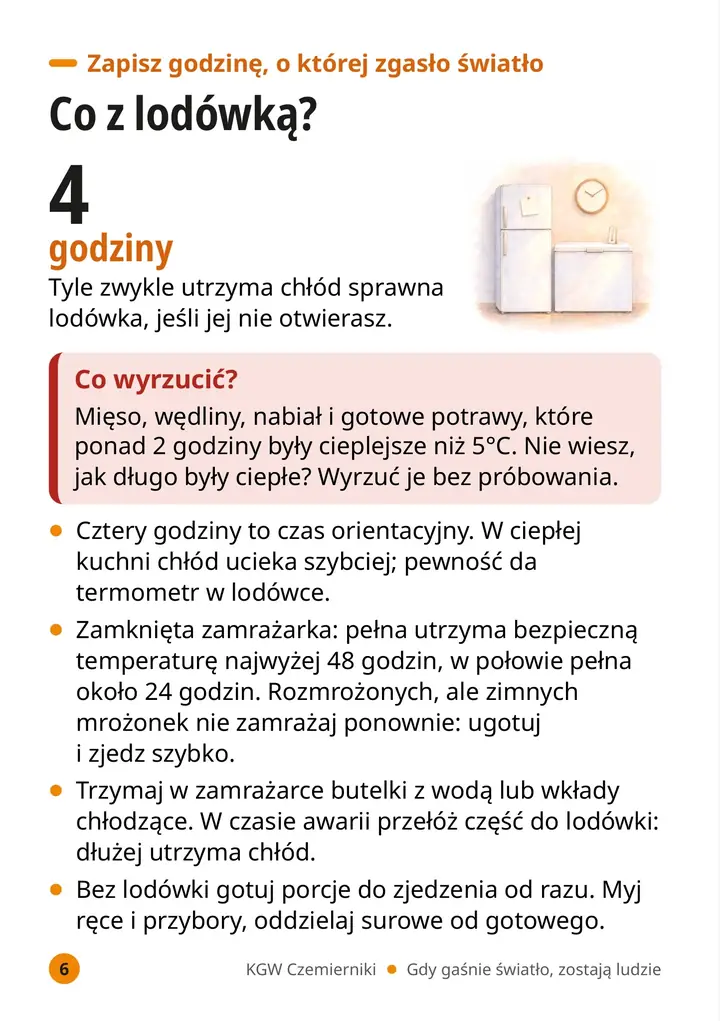 Zapisz godzinę, o której zgasło światło
Co z lodówką?
4
godziny
Tyle zwykle utrzyma chłód sprawna
lodówka, jeśli jej nie otwierasz.
Co wyrzucić?
Mięso, wędliny, nabiał i gotowe potrawy, które
ponad 2 godziny były cieplejsze niż 5°C. Nie wiesz,
jak długo były ciepłe? Wyrzuć je bez próbowania.
Cztery godziny to czas orientacyjny. W ciepłej
kuchni chłód ucieka szybciej; pewność da
termometr w lodówce.
Zamknięta zamrażarka: pełna utrzyma bezpieczną
temperaturę najwyżej 48 godzin, w połowie pełna
około 24 godzin. Rozmrożonych, ale zimnych
mrożonek nie zamrażaj ponownie: ugotuj
i zjedz szybko.
Trzymaj w zamrażarce butelki z wodą lub wkłady
chłodzące. W czasie awarii przełóż część do lodówki:
dłużej utrzyma chłód.
Bez lodówki gotuj porcje do zjedzenia od razu. Myj
ręce i przybory, oddzielaj surowe od gotowego.
6
KGW Czemierniki ● Gdy gaśnie światło, zostają ludzie